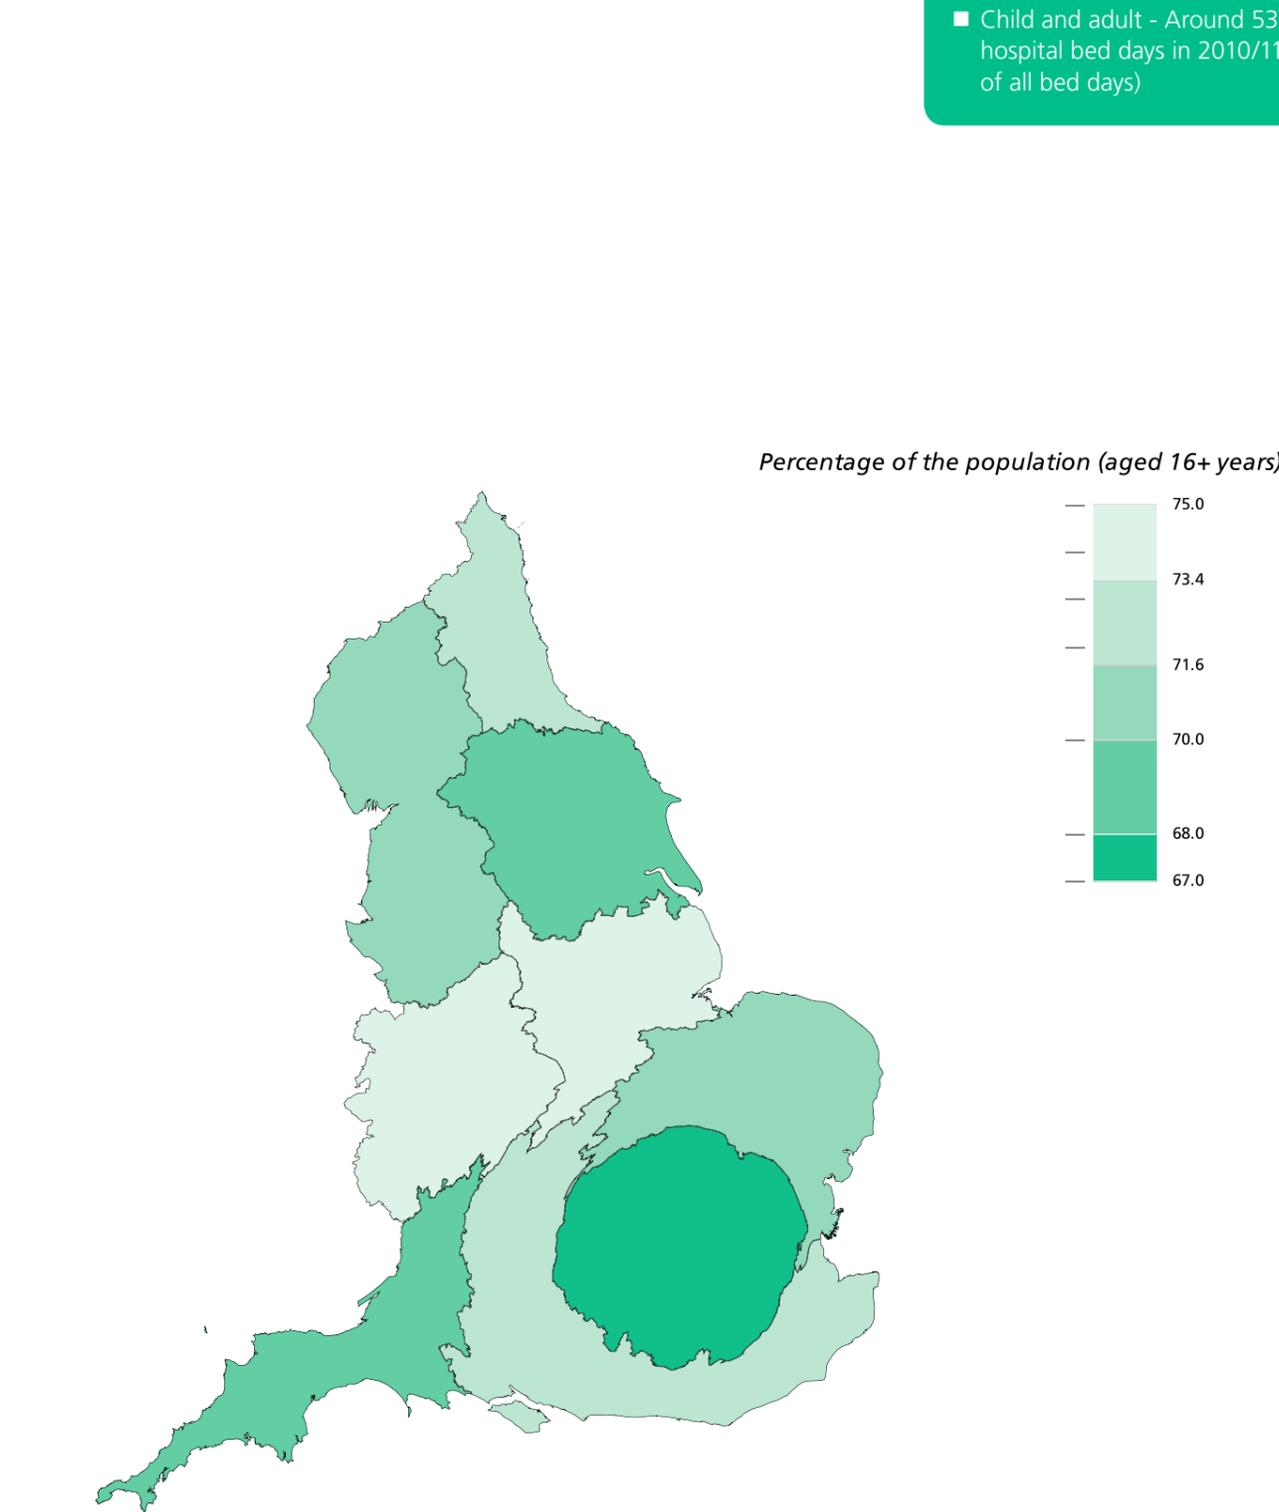 Child and adult - Around 53
hospital bed days in 2010/11
of all bed days)
Percentage of the population (aged 16+ years)
75.0
73.4
71.6
70.0
68.0
67.0